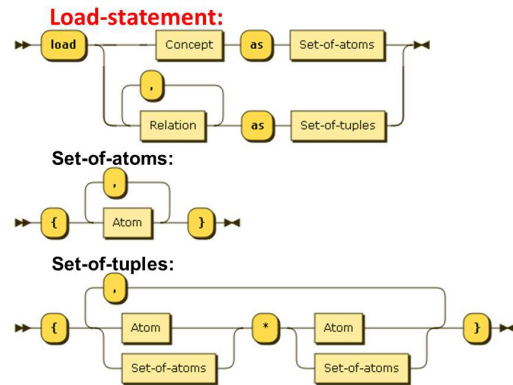 Load-statement:
load Concept as Set-of-atoms
,
Relation as Set-of-tuples
Set-of-atoms:
,
{ Atom }
Set-of-tuples:
,
{ Atom * Atom }
Set-of-atoms Set-of-atoms